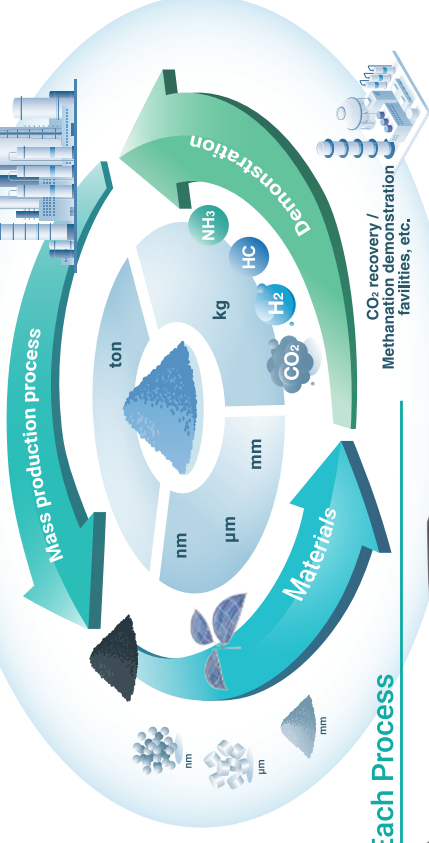 Mass production process
ton
nm
µm
mm
kg
NH3
HC
H2
CO2
Demonstration
Materials
nm
µm
mm
CO2 recovery /
Methanation demonstration
favilities, etc.
Each Process